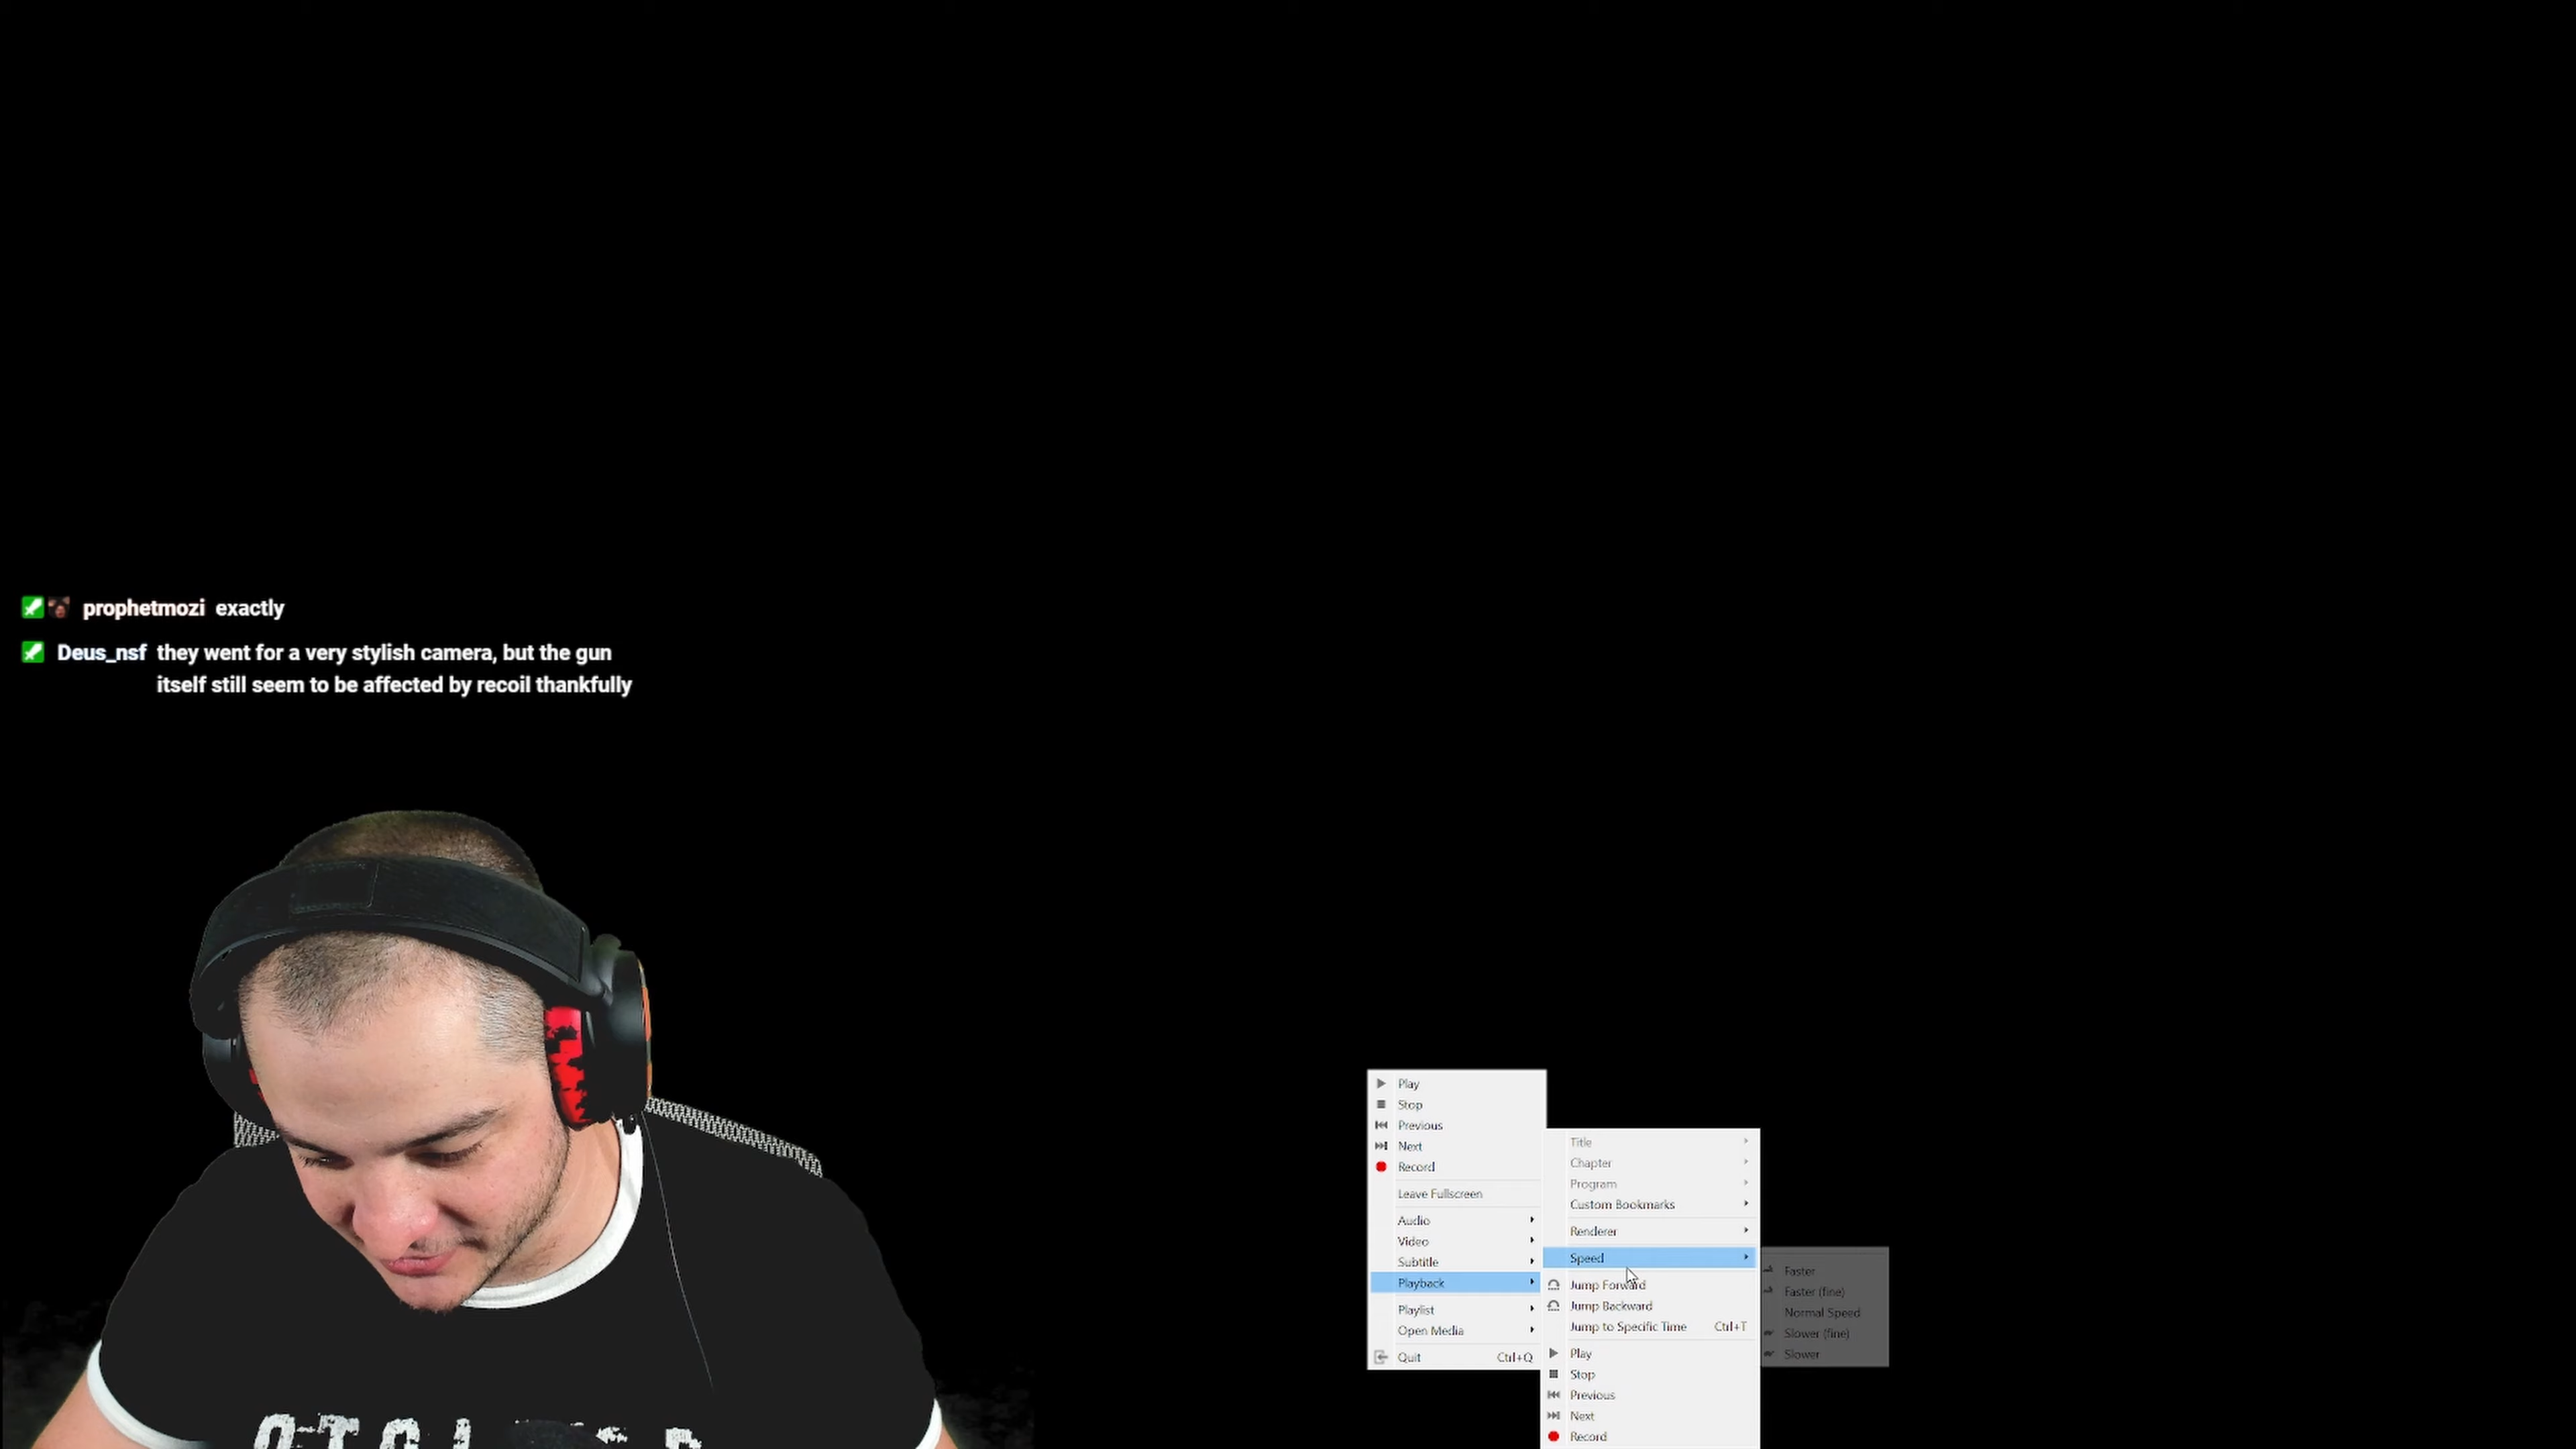 prophetmozi exactly
Deus_nsf they went for a very stylish camera, but the gun
itself still seem to be affected by recoil thankfully
Play
Stop
Previous
Next
Record
Leave Fullscreen
Audio
Video
Subtitle
Playback
Playlist
Open Media
Quit Ctrl+Q
Title
Chapter
Program
Custom Bookmarks
Renderer
Speed
Jump Forward
Jump Backward
Jump to Specific Time Ctrl+T
Play
Stop
Previous
Next
Record
Faster
Faster (fine)
Normal Speed
Slower (fine)
Slower